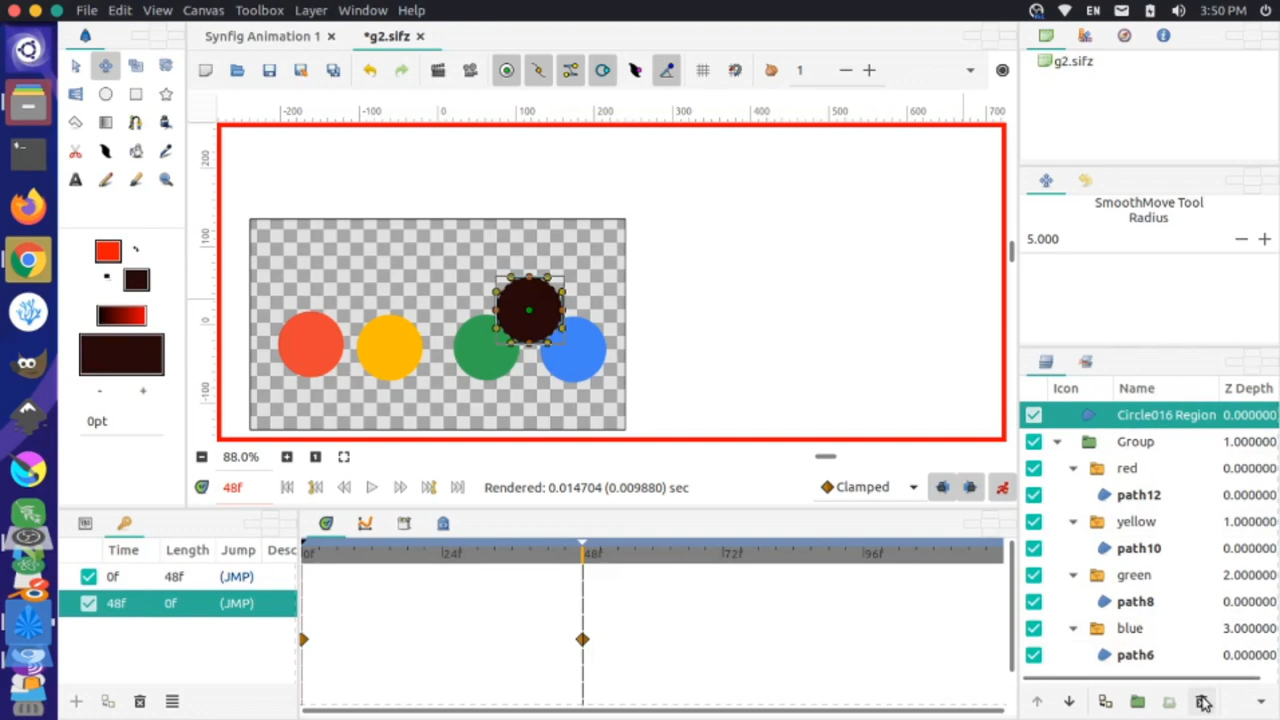 File Edit View Canvas Toolbox Layer Window Help
EN 3:50 PM
Synfig Animation 1
*g2.sifz
1
-200 -100 0 100 200 300 400 500 600 700
200
100
0
-100
0pt
88.0%
48f
Rendered: 0.014704 (0.009880) sec
Clamped
Time Length Jump Desc
0f 48f (JMP)
48f 0f (JMP)
0f 24f 48f 72f 96f
g2.sifz
SmoothMove Tool
Radius
5.000
Icon Name Z Depth
Circle016 Region 0.000000
Group 1.000000
red 0.000000
path12 0.000000
yellow 1.000000
path10 0.000000
green 2.000000
path8 0.000000
blue 3.000000
path6 0.000000